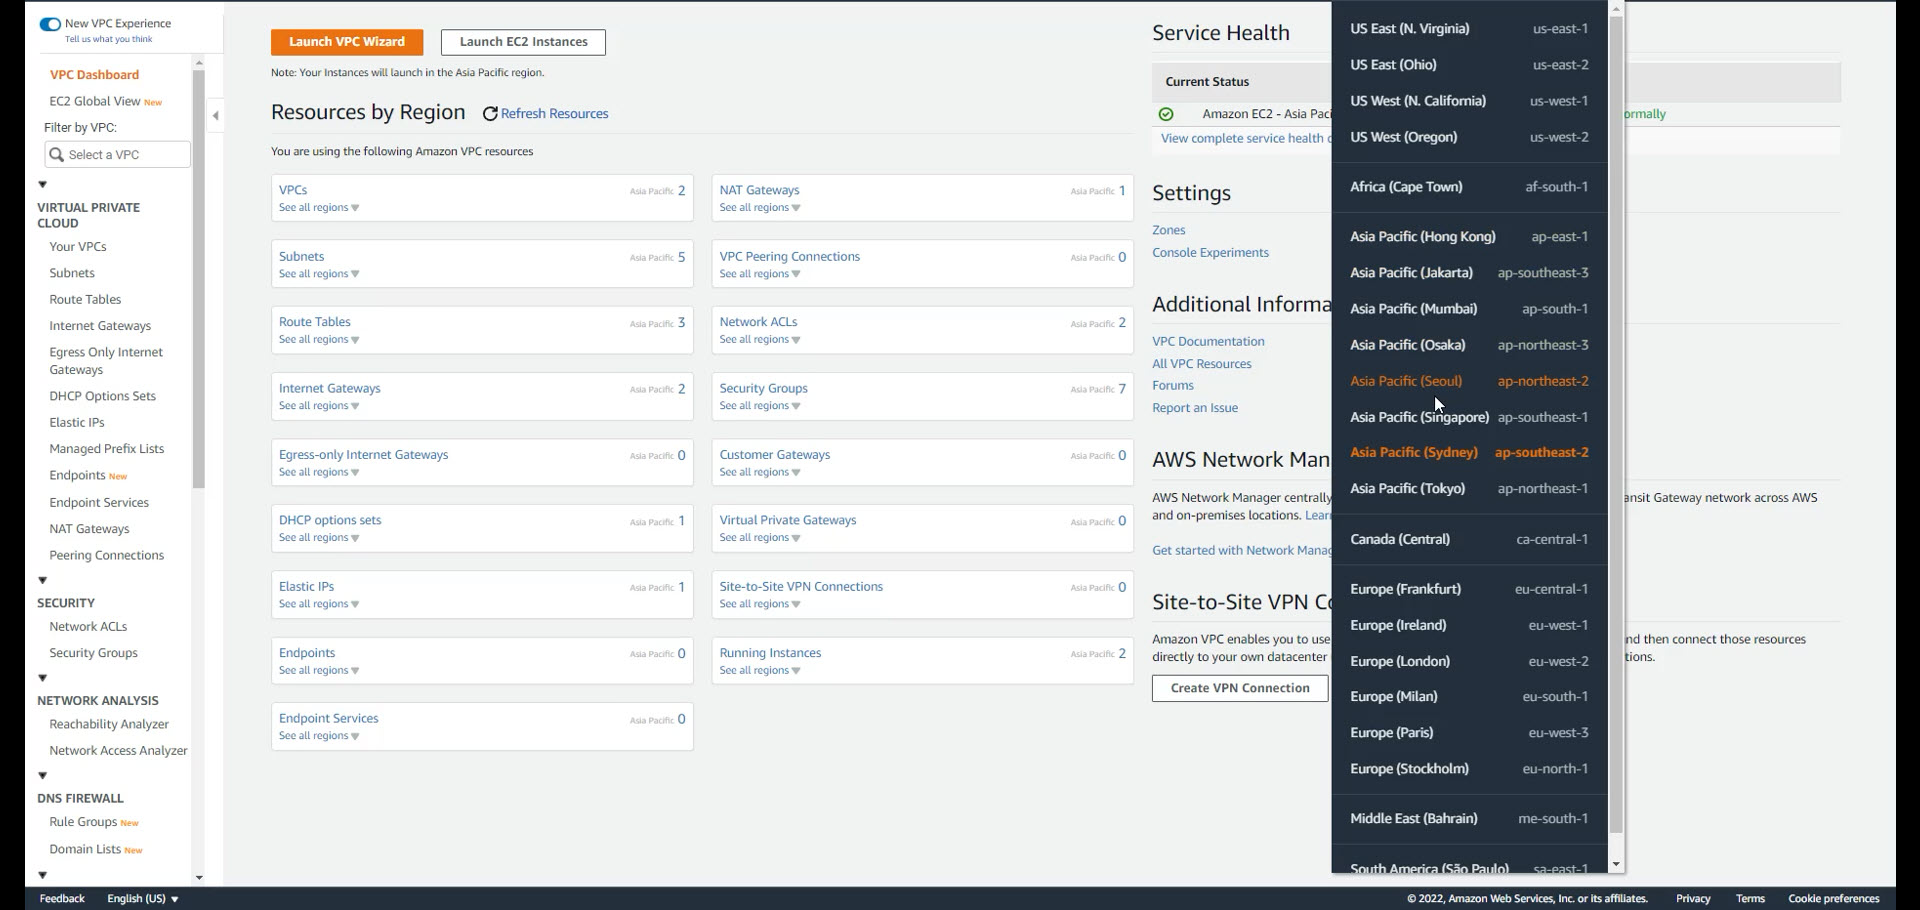 New VPC Experience
Tell us what you think
VPC Dashboard
EC2 Global View New
Filter by VPC:
Select a VPC
VIRTUAL PRIVATE
CLOUD
Your VPCs
Subnets
Route Tables
Internet Gateways
Egress Only Internet
Gateways
DHCP Options Sets
Elastic IPs
Managed Prefix Lists
Endpoints New
Endpoint Services
NAT Gateways
Peering Connections
SECURITY
Network ACLs
Security Groups
NETWORK ANALYSIS
Reachability Analyzer
Network Access Analyzer
DNS FIREWALL
Rule Groups New
Domain Lists New
Launch VPC Wizard
Launch EC2 Instances
Note: Your Instances will launch in the Asia Pacific region.
Resources by Region
Refresh Resources
You are using the following Amazon VPC resources
VPCs Asia Pacific 2
See all regions
Subnets Asia Pacific 5
See all regions
Route Tables Asia Pacific 3
See all regions
Internet Gateways Asia Pacific 2
See all regions
Egress-only Internet Gateways Asia Pacific 0
See all regions
DHCP options sets Asia Pacific 1
See all regions
Elastic IPs Asia Pacific 1
See all regions
Endpoints Asia Pacific 0
See all regions
Endpoint Services Asia Pacific 0
See all regions
NAT Gateways Asia Pacific 1
See all regions
VPC Peering Connections Asia Pacific 0
See all regions
Network ACLs Asia Pacific 2
See all regions
Security Groups Asia Pacific 7
See all regions
Customer Gateways Asia Pacific 0
See all regions
Virtual Private Gateways Asia Pacific 0
See all regions
Site-to-Site VPN Connections Asia Pacific 0
See all regions
Running Instances Asia Pacific 2
See all regions
Service Health
Current Status
Amazon EC2 - Asia Paci ormally
View complete service health d
Settings
Zones
Console Experiments
Additional Informa
VPC Documentation
All VPC Resources
Forums
Report an Issue
AWS Network Man
AWS Network Manager centrally ansit Gateway network across AWS
and on-premises locations. Lear
Get started with Network Manag
Site-to-Site VPN Co
Amazon VPC enables you to use nd then connect those resources
directly to your own datacenter tions.
Create VPN Connection
US East (N. Virginia) us-east-1
US East (Ohio) us-east-2
US West (N. California) us-west-1
US West (Oregon) us-west-2
Africa (Cape Town) af-south-1
Asia Pacific (Hong Kong) ap-east-1
Asia Pacific (Jakarta) ap-southeast-3
Asia Pacific (Mumbai) ap-south-1
Asia Pacific (Osaka) ap-northeast-3
Asia Pacific (Seoul) ap-northeast-2
Asia Pacific (Singapore) ap-southeast-1
Asia Pacific (Sydney) ap-southeast-2
Asia Pacific (Tokyo) ap-northeast-1
Canada (Central) ca-central-1
Europe (Frankfurt) eu-central-1
Europe (Ireland) eu-west-1
Europe (London) eu-west-2
Europe (Milan) eu-south-1
Europe (Paris) eu-west-3
Europe (Stockholm) eu-north-1
Middle East (Bahrain) me-south-1
South America (São Paulo) sa-east-1
Feedback English (US) © 2022, Amazon Web Services, Inc. or its affiliates. Privacy Terms Cookie preferences